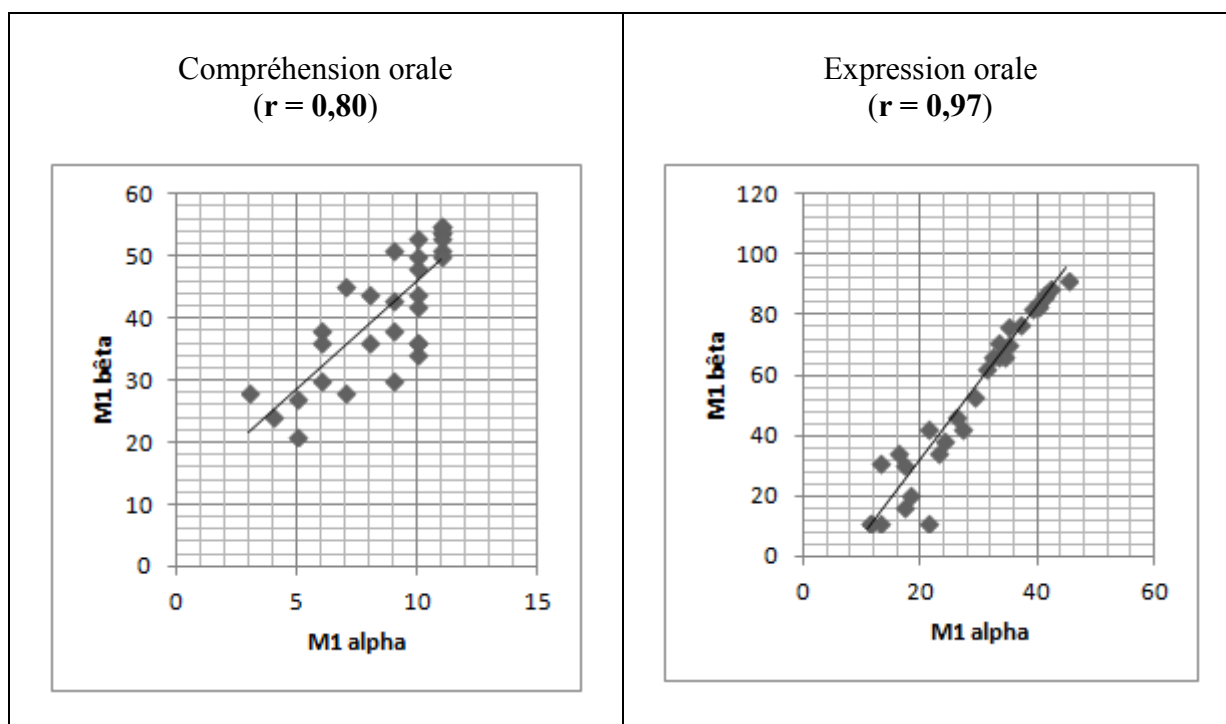 Compréhension orale
(r = 0,80)
60
50
40
30
20
10
0
0 5 10 15
M1 bêta
M1 alpha
Expression orale
(r = 0,97)
120
100
80
60
40
20
0
0 20 40 60
M1 bêta
M1 alpha